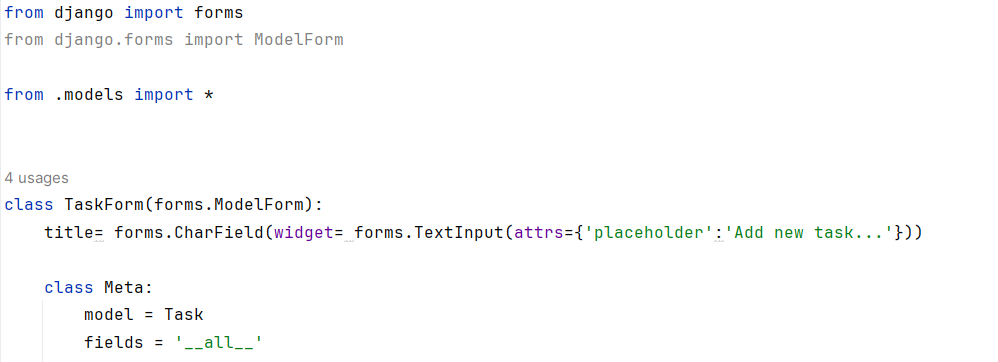 from django import forms
from django.forms import ModelForm
from .models import *
4 usages
class TaskForm(forms.ModelForm):
    title= forms.CharField(widget= forms.TextInput(attrs={'placeholder':'Add new task...'}))
    class Meta:
        model = Task
        fields = '__all__'